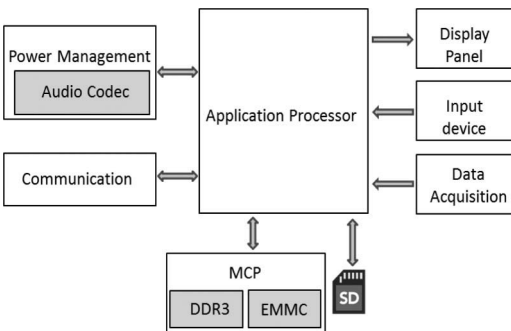 Power Management
Audio Codec
Communication
Application Processor
Display
Panel
Input
device
Data
Acquisition
MCP
DDR3
EMMC
SD